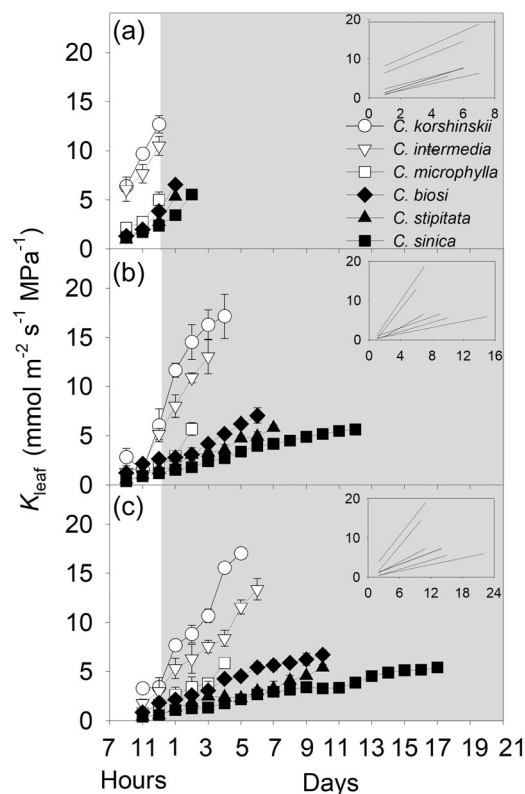 (a)
20
15
10
5
0
20
10
0
0 2 4 6 8
C. korshinskii
C. intermedia
C. microphylla
C. biosi
C. stipitata
C. sinica
(b)
20
15
10
5
0
20
10
0
0 4 8 12 16
K leaf (mmol m⁻² s⁻¹ MPa⁻¹)
(c)
20
15
10
5
0
20
10
0
0 6 12 18 24
7 11 1 3 5 7 9 11 13 15 17 19 21
Hours Days